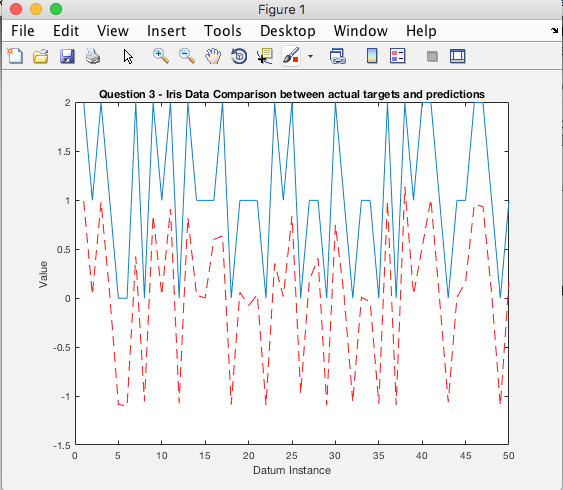 Figure 1
File Edit View Insert Tools Desktop Window Help
Question 3 - Iris Data Comparison between actual targets and predictions
2
1.5
1
0.5
0
-0.5
-1
-1.5
Value
0 5 10 15 20 25 30 35 40 45 50
Datum Instance